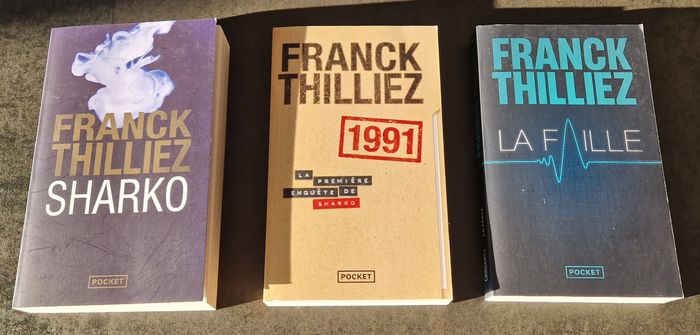 FRANCK
THILLIEZ
SHARKO
POCKET
FRANCK
THILLIEZ
1991
LA
PREMIÈRE
ENQUÊTE DE
SHARKO
POCKET
FRANCK
THILLIEZ
LA FAILLE
POCKET